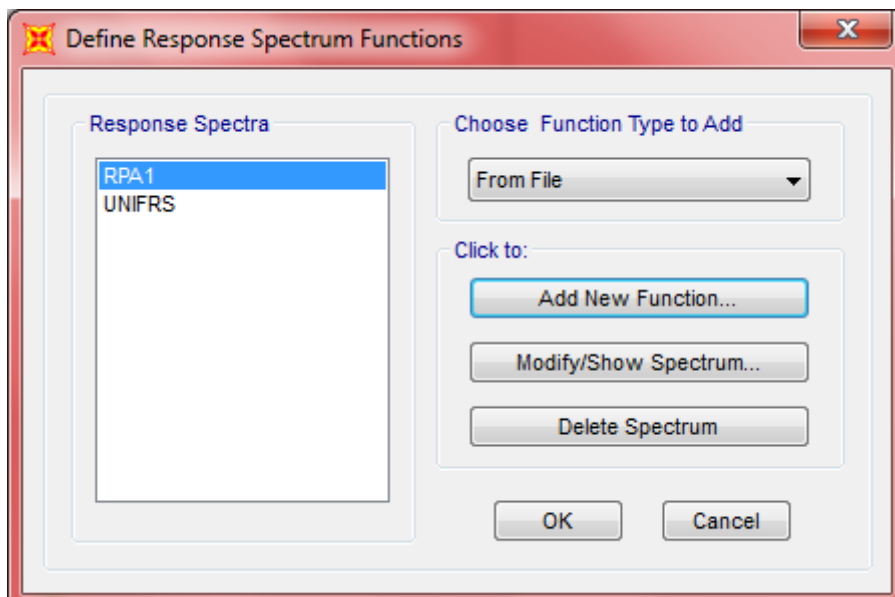 Define Response Spectrum Functions
Response Spectra
RPA1
UNIFRS
Choose Function Type to Add
From File
Click to:
Add New Function...
Modify/Show Spectrum...
Delete Spectrum
OK
Cancel